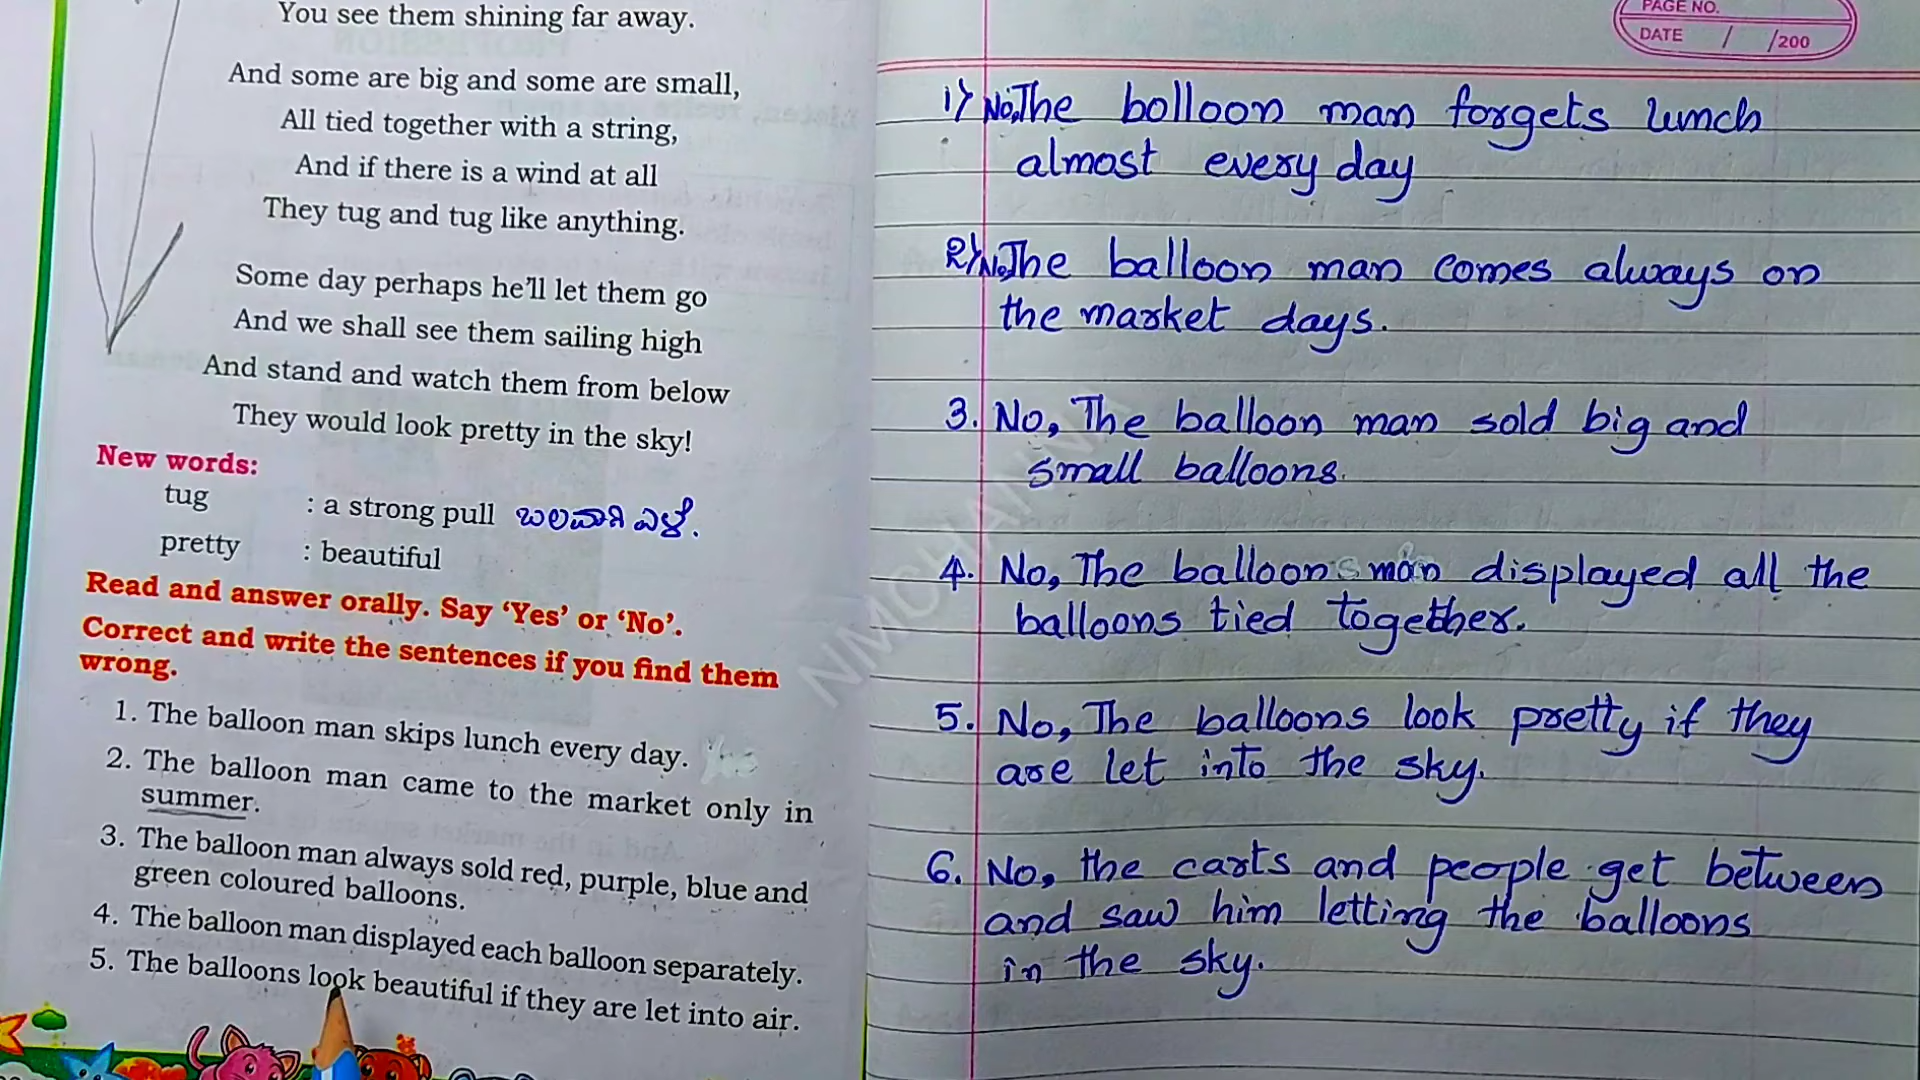 You see them shining far away.
And some are big and some are small,
All tied together with a string,
And if there is a wind at all
They tug and tug like anything.
Some day perhaps he'll let them go
And we shall see them sailing high
And stand and watch them from below
They would look pretty in the sky!
New words:
tug : a strong pull ಬಲವಾಗಿ ಎಳೆ.
pretty : beautiful
Read and answer orally. Say 'Yes' or 'No'.
Correct and write the sentences if you find them
wrong.
1. The balloon man skips lunch every day.
2. The balloon man came to the market only in
summer.
3. The balloon man always sold red, purple, blue and
green coloured balloons.
4. The balloon man displayed each balloon separately.
5. The balloons look beautiful if they are let into air.
PAGE NO.
DATE / /200
1) No, The bolloon man forgets lunch
almost every day
2) No, The balloon man comes always on
the market days.
3. No, The balloon man sold big and
small balloons.
4. No, The balloons man displayed all the
balloons tied together.
5. No, The balloons look pretty if they
are let into the sky.
6. No, the carts and people get between
and saw him letting the balloons
in the sky.